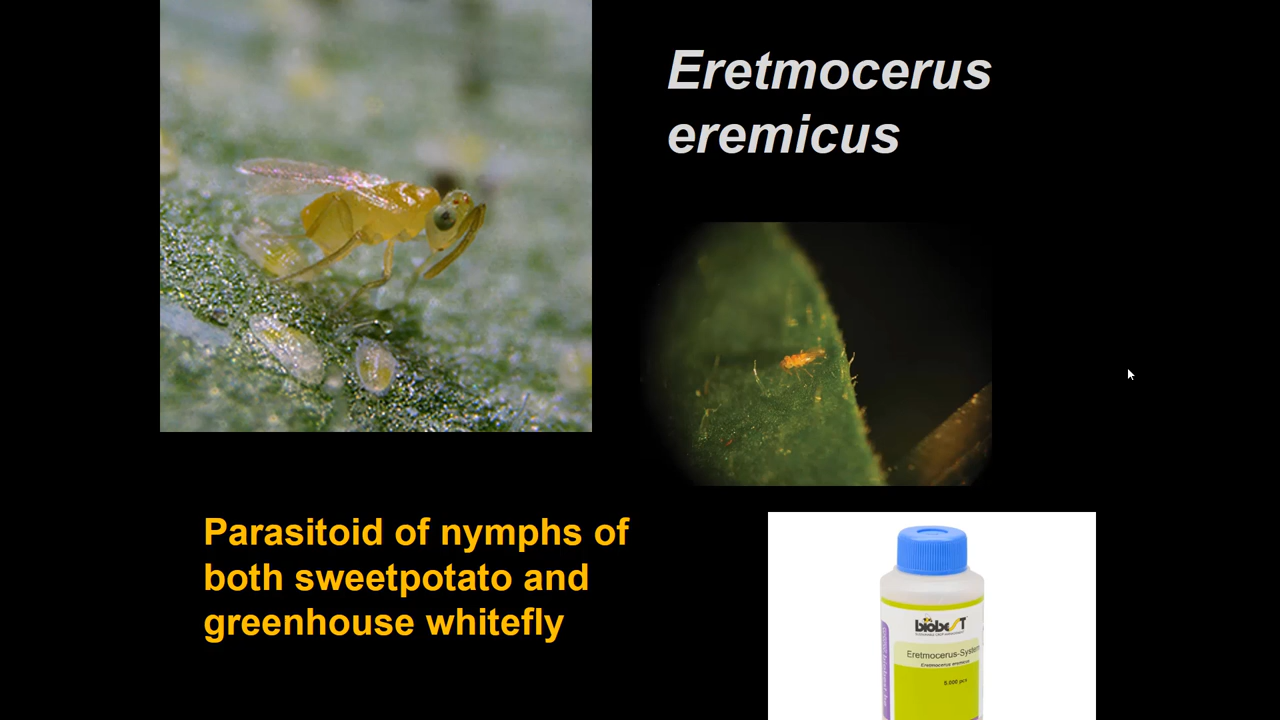 Eretmocerus
eremicus
Parasitoid of nymphs of
both sweetpotato and
greenhouse whitefly
biobest
Eretmocerus-System
Eretmocerus eremicus
5.000 pcs